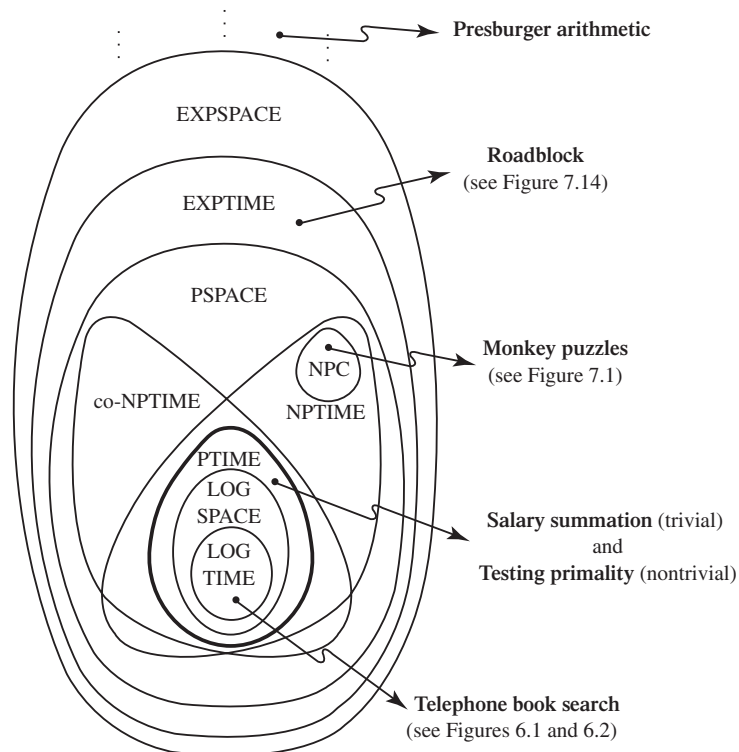 Presburger arithmetic
EXPSPACE
Roadblock
(see Figure 7.14)
EXPTIME
PSPACE
Monkey puzzles
(see Figure 7.1)
NPC
co-NPTIME
NPTIME
PTIME
LOG
SPACE
LOG
TIME
Salary summation (trivial)
and
Testing primality (nontrivial)
Telephone book search
(see Figures 6.1 and 6.2)